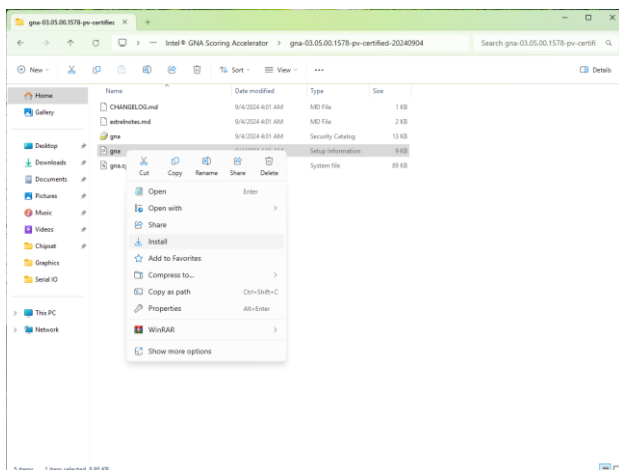 gna-03.05.00.1578-pv-certifiec
Intel® GNA Scoring Accelerator > gna-03.05.00.1578-pv-certified-20240904
Search gna-03.05.00.1578-pv-certifi
New
Sort
View
Details
Home
Gallery
Desktop
Downloads
Documents
Pictures
Music
Videos
Chipset
Graphics
Serial IO
This PC
Network
Name Date modified Type Size
CHANGELOG.md 9/4/2024 4:01 AM MD File 1 KB
extrelnotes.md 9/4/2024 4:01 AM MD File 2 KB
gna 9/4/2024 4:01 AM Security Catalog 13 KB
gna Setup Information 9 KB
gna.sy System file 89 KB
Cut Copy Rename Share Delete
Open Enter
Open with
Share
Install
Add to Favorites
Compress to...
Copy as path Ctrl+Shift+C
Properties Alt+Enter
WinRAR
Show more options
5 items 1 item selected 8.95 KB